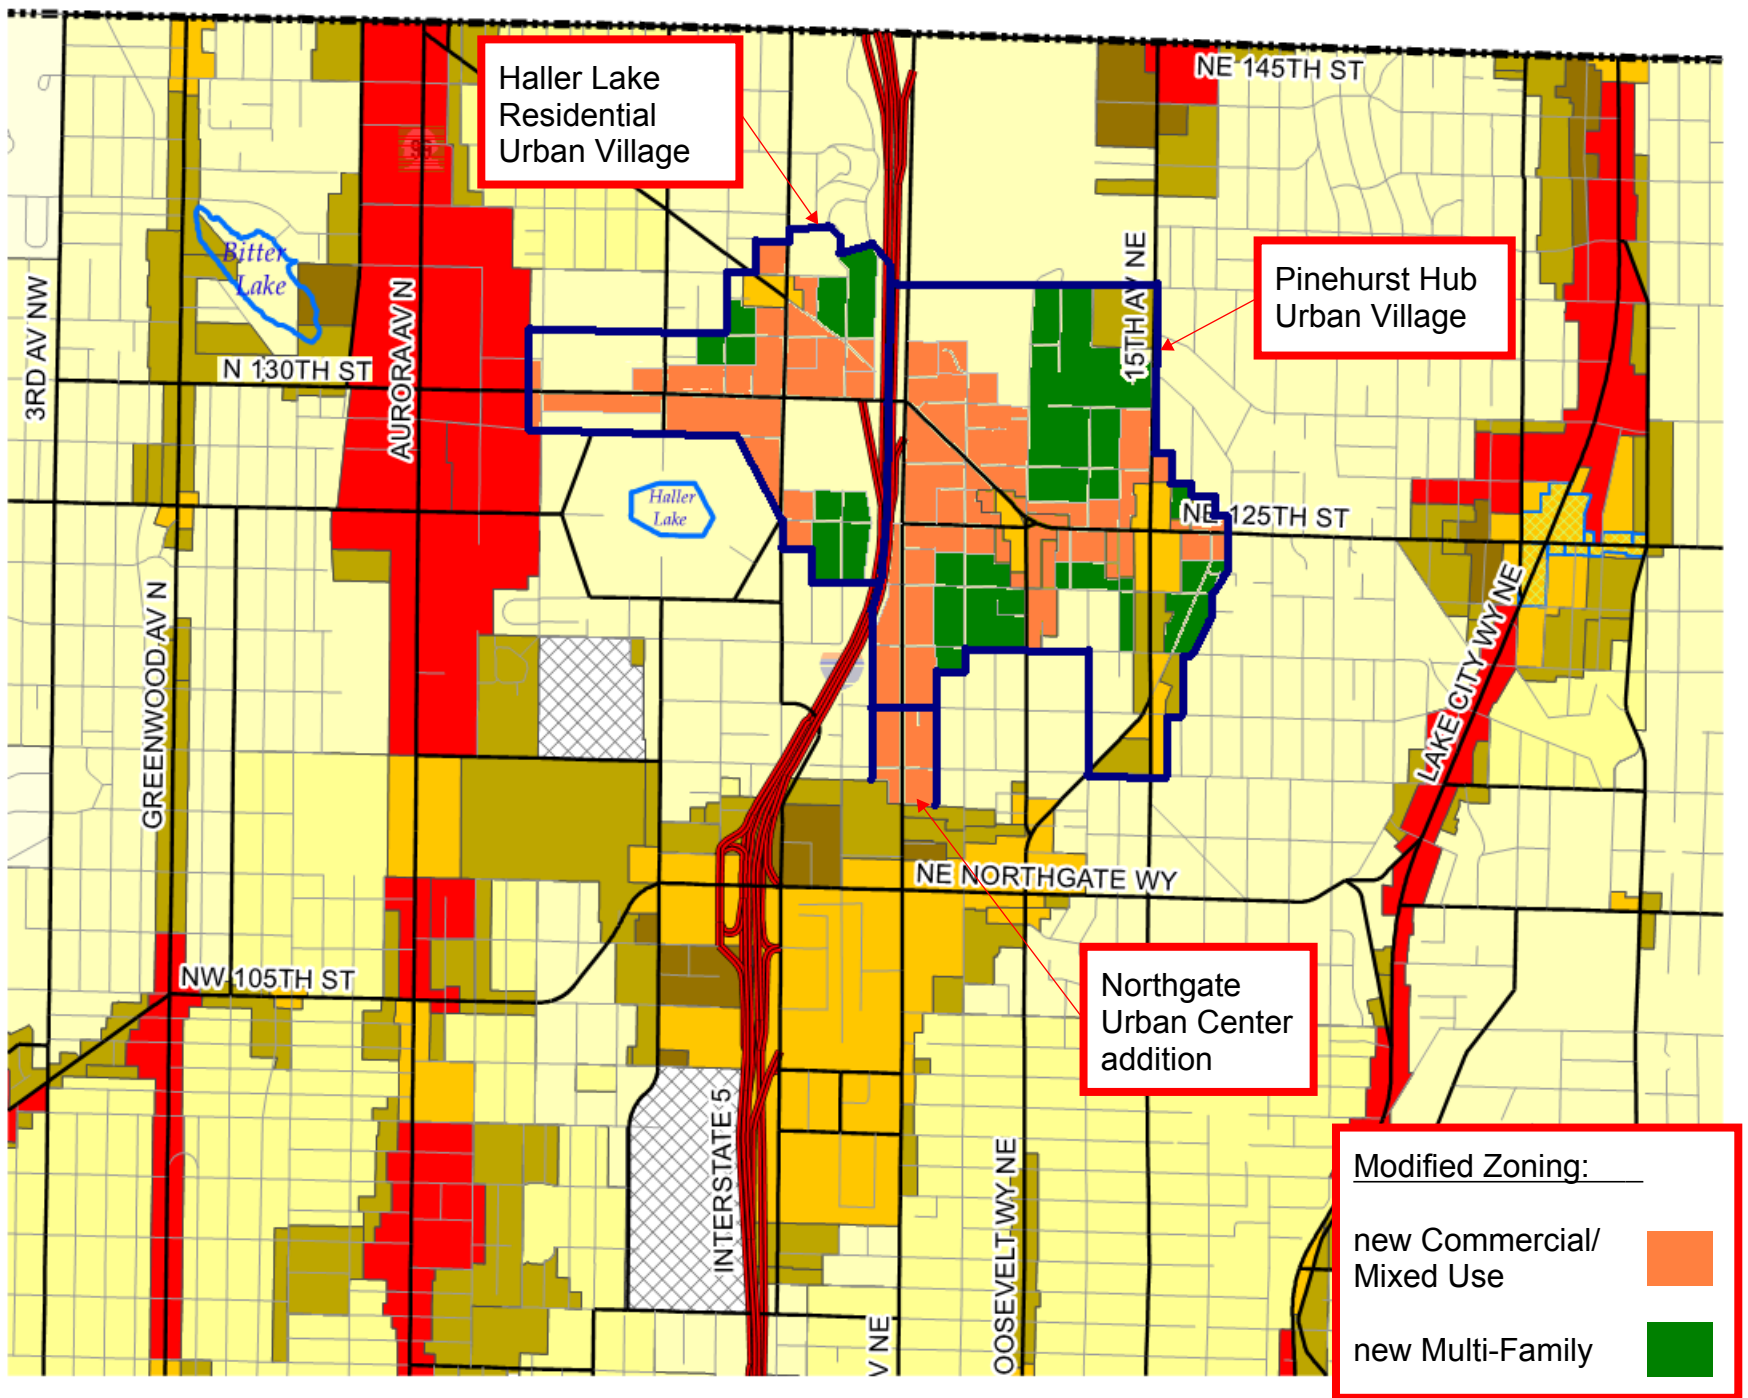 NE 145TH ST
Haller Lake
Residential
Urban Village
99
Bitter
Lake
3RD AV NW
AURORA AV N
N 130TH ST
15TH AV NE
Pinehurst Hub
Urban Village
Haller
Lake
NE 125TH ST
GREENWOOD AV N
LAKE CITY WY NE
NE NORTHGATE WY
NW 105TH ST
Northgate
Urban Center
addition
INTERSTATE 5
V NE
OOSEVELT WY NE
Modified Zoning:
new Commercial/
Mixed Use
new Multi-Family